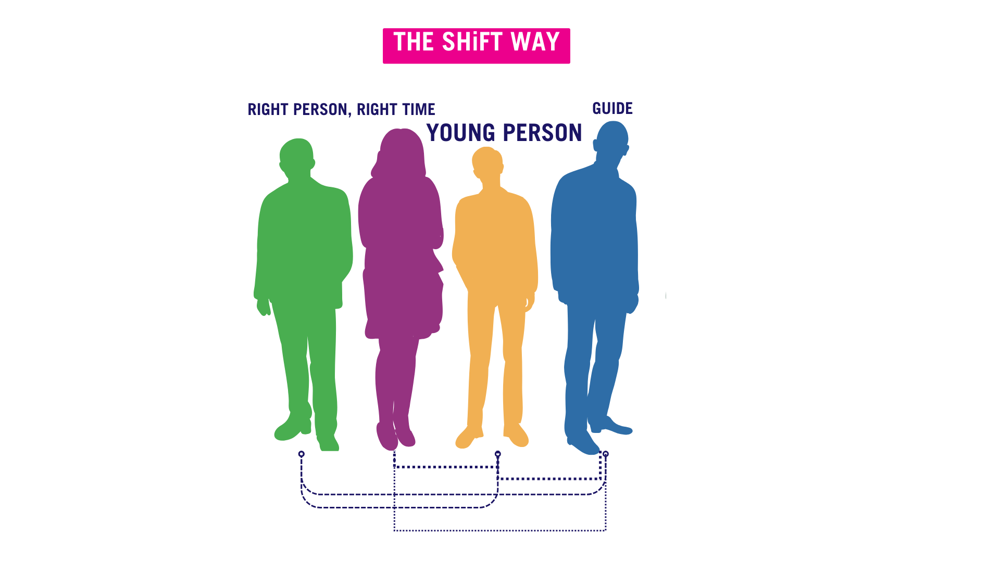 THE SHiFT WAY
RIGHT PERSON, RIGHT TIME
GUIDE
YOUNG PERSON